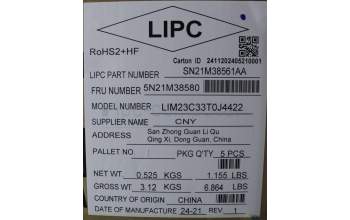 LIPC
RoHS2+HF
Carton ID 2411202405210001
LIPC PART NUMBER SN21M38561AA
FRU NUMBER 5N21M38580
MODEL NUMBER LIM23C33T0J4422
SUPPLIER NAME CNY
ADDRESS San Zhong Guan Li Qu
Qing Xi, Dong Guan, China
PALLET NO. PKG Q'TY 5 PCS
NET WT. 0.525 KGS 1.155 LBS
GROSS WT. 3.12 KGS 6.864 LBS
COUNTRY OF ORIGIN CHINA
DATE OF MANUFACTURE 24-21 REV